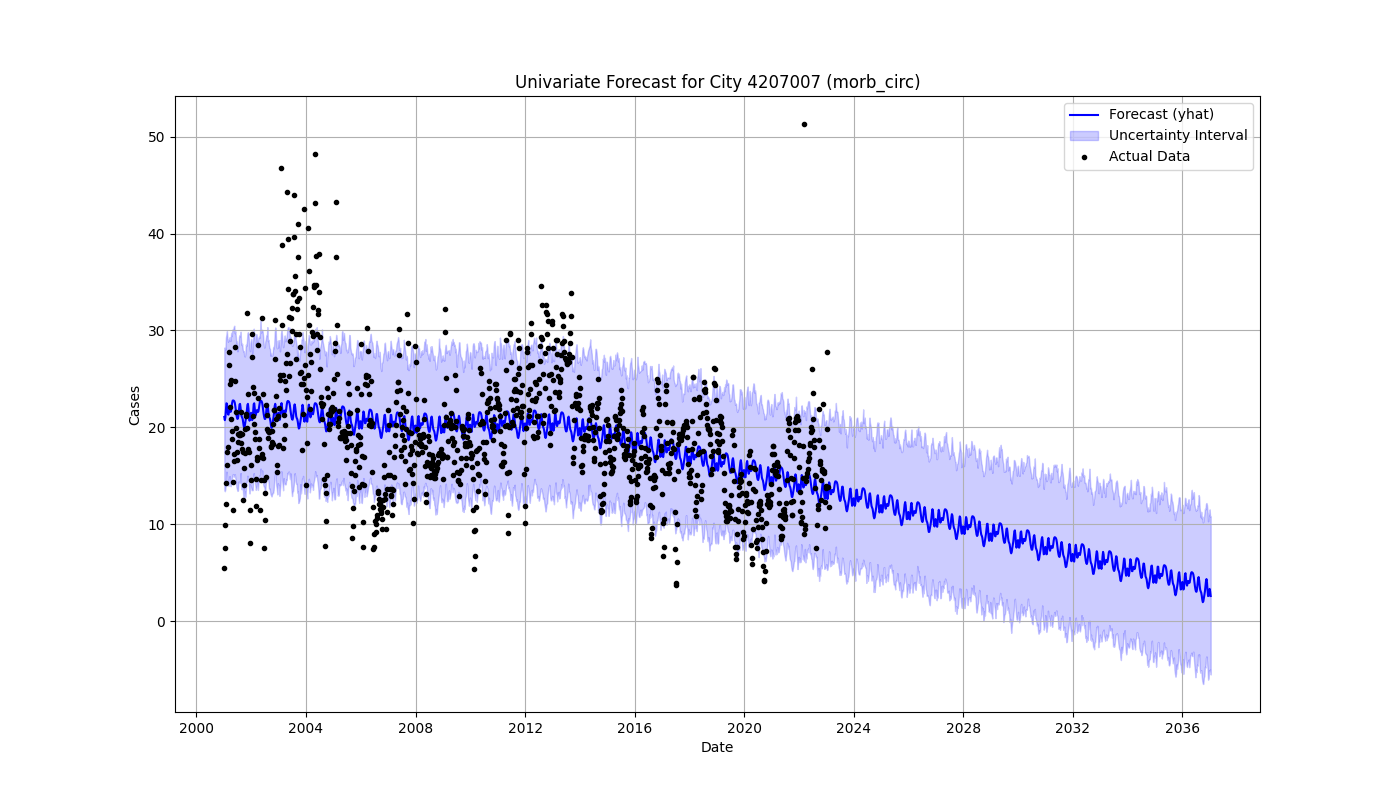 Univariate Forecast for City 4207007 (morb_circ)
Forecast (yhat)
Uncertainty Interval
Actual Data
Cases
50
40
30
20
10
0
2000 2004 2008 2012 2016 2020 2024 2028 2032 2036
Date